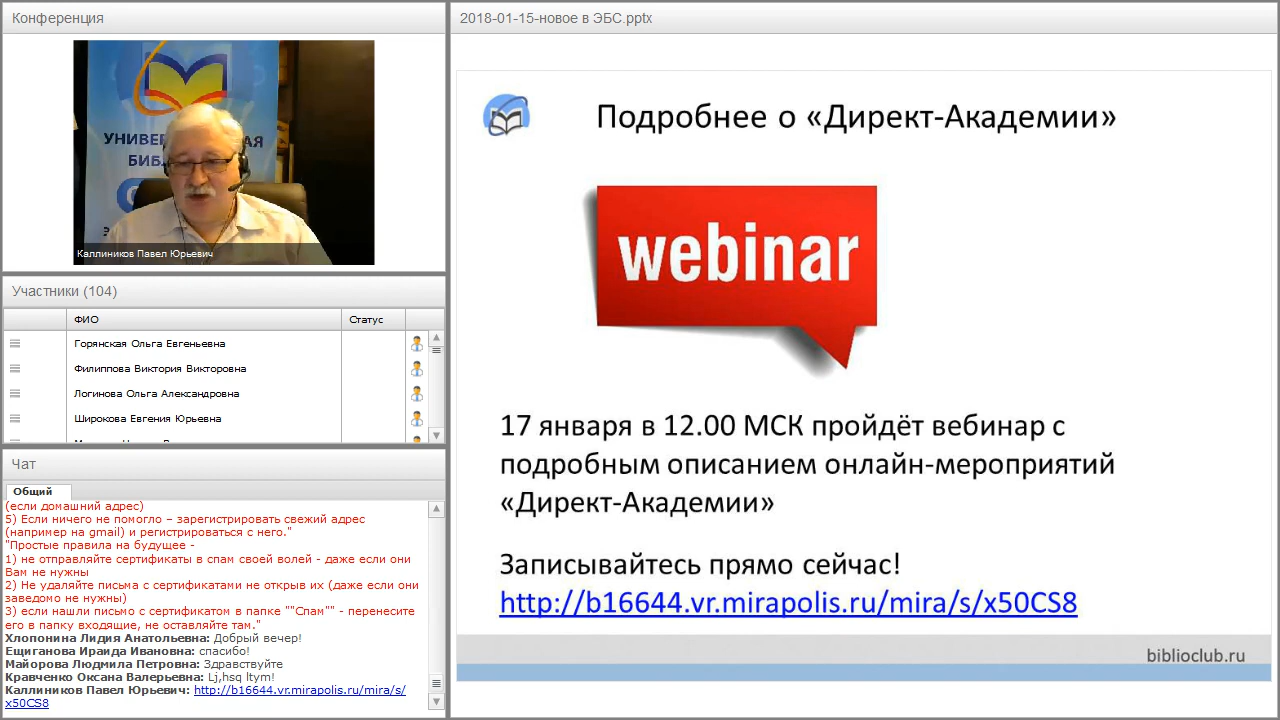 Конференция
УНИВЕР
АЯ
БИБЛ
Каллиников Павел Юрьевич
Участники (104)
ФИО
Статус
Горянская Ольга Евгеньевна
Филиппова Виктория Викторовна
Логинова Ольга Александровна
Широкова Евгения Юрьевна
Чат
Общий
(если домашний адрес)
5) Если ничего не помогло – зарегистрировать свежий адрес
(например на gmail) и регистрироваться с него."
"Простые правила на будущее -
1) не отправляйте сертификаты в спам своей волей - даже если они
Вам не нужны
2) Не удаляйте письма с сертификатами не открыв их (даже если они
заведомо не нужны)
3) если нашли письмо с сертификатом в папке ""Спам"" - перенесите
его в папку входящие, не оставляйте там."
Хлопонина Лидия Анатольевна: Добрый вечер!
Ещиганова Ираида Ивановна: спасибо!
Майорова Людмила Петровна: Здравствуйте
Кравченко Оксана Валерьевна: Lj,hsq ltym!
Каллиников Павел Юрьевич: http://b16644.vr.mirapolis.ru/mira/s/
x50CS8
2018-01-15-новое в ЭБС.pptx
Подробнее о «Директ-Академии»
webinar
17 января в 12.00 МСК пройдёт вебинар с
подробным описанием онлайн-мероприятий
«Директ-Академии»
Записывайтесь прямо сейчас!
http://b16644.vr.mirapolis.ru/mira/s/x50CS8
biblioclub.ru